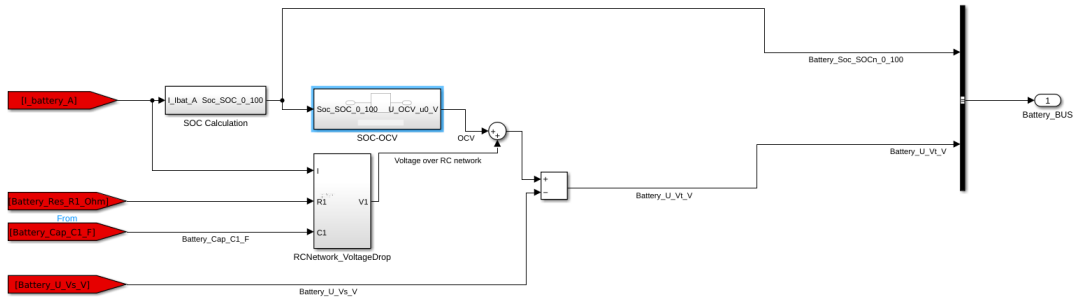 Battery_Soc_SOCn_0_100
[I_battery_A]
I_Ibat_A Soc_SOC_0_100
SOC Calculation
Soc_SOC_0_100 U_OCV_u0_V
SOC-OCV
OCV
+
+
1
Battery_BUS
Voltage over RC network
Battery_U_Vt_V
I
R1
C1
V1
RCNetwork_VoltageDrop
+
−
Battery_U_Vt_V
[Battery_Res_R1_Ohm]
From
[Battery_Cap_C1_F]
Battery_Cap_C1_F
[Battery_U_Vs_V]
Battery_U_Vs_V